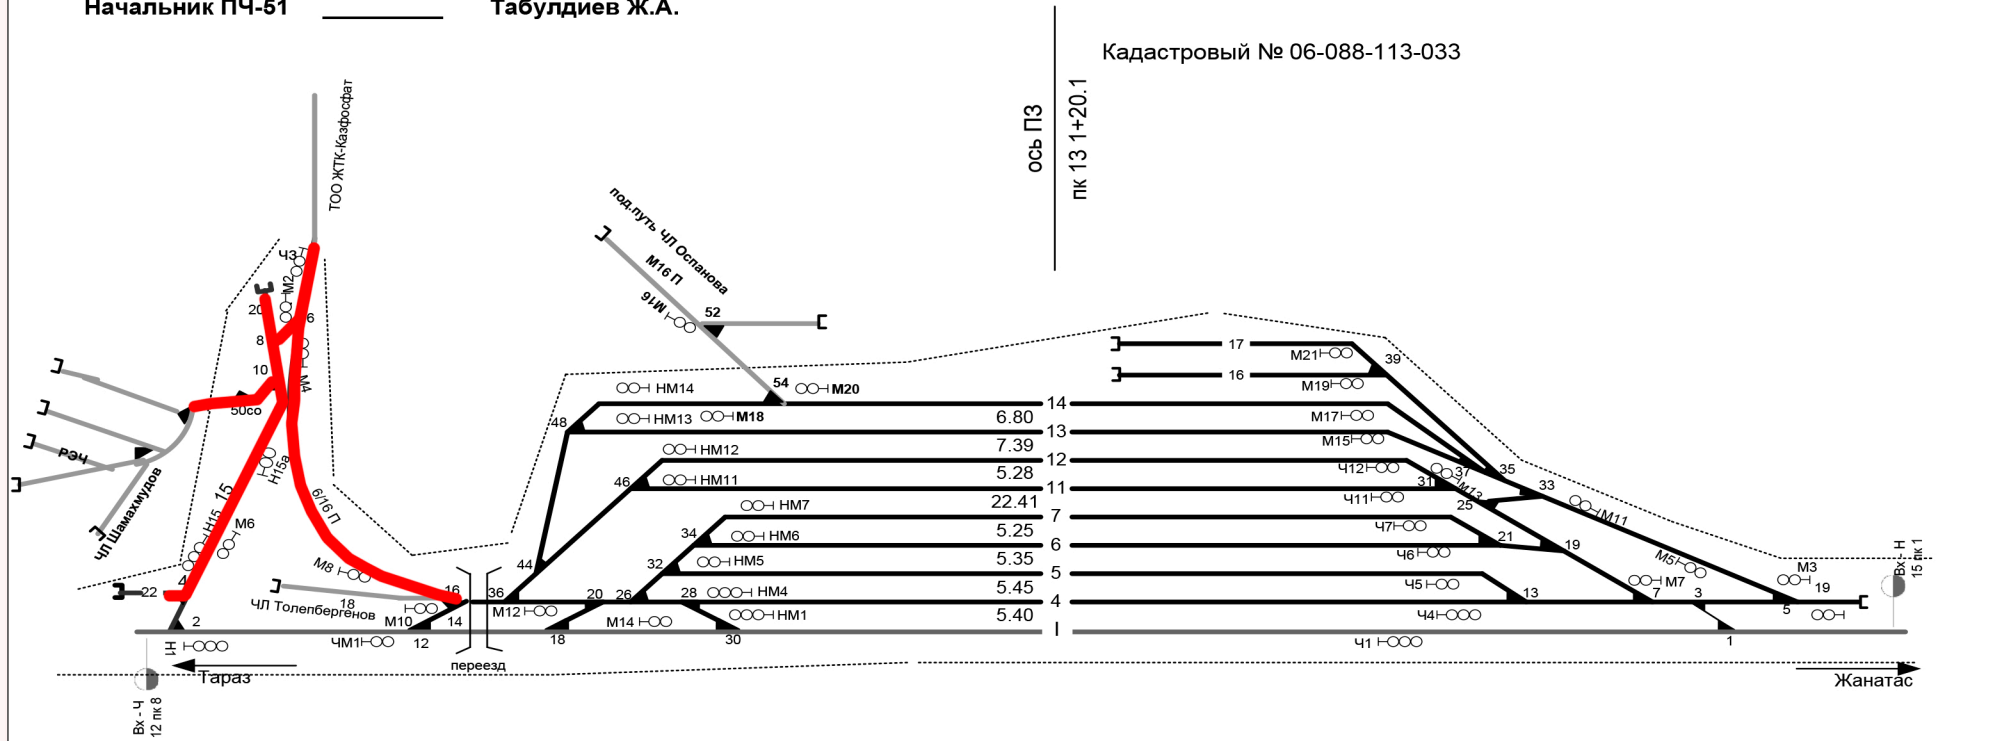 Начальник ПЧ-51 __________ Табулдиев Ж.А.
Кадастровый № 06-088-113-033
ось ПЗ
пк 13 1+20.1
ТОО ЖТК-Казфосфат
под.путь ЧЛ Оспанова
М16 П
М16
52
54
М20
Ч3
М2
20
6
8
10
М4
50со
РЭЧ
ЧЛ Шамахмудов
Н15а
15
Н15
М6
6/16 П
М8
4
22
2
Н1
18
ЧЛ Толепбергенов
16
М10
14
ЧМ1
12
переезд
36
М12
44
20
26
28
18
М14
30
НМ14
НМ13
М18
48
НМ12
46
НМ11
НМ7
34
НМ6
32
НМ5
НМ4
НМ1
14
6.80
13
7.39
12
5.28
11
22.41
7
5.25
6
5.35
5
5.45
4
5.40
I
17
16
М21
39
М19
М17
М15
Ч12
37
35
31
М13
33
Ч11
25
М11
Ч7
21
19
Ч6
М5
М3
Ч5
13
М7
7
3
5
19
Ч4
Ч1
1
Вх - Н
15 пк 1
Тараз
Жанатас
Вх - Ч
12 пк 8